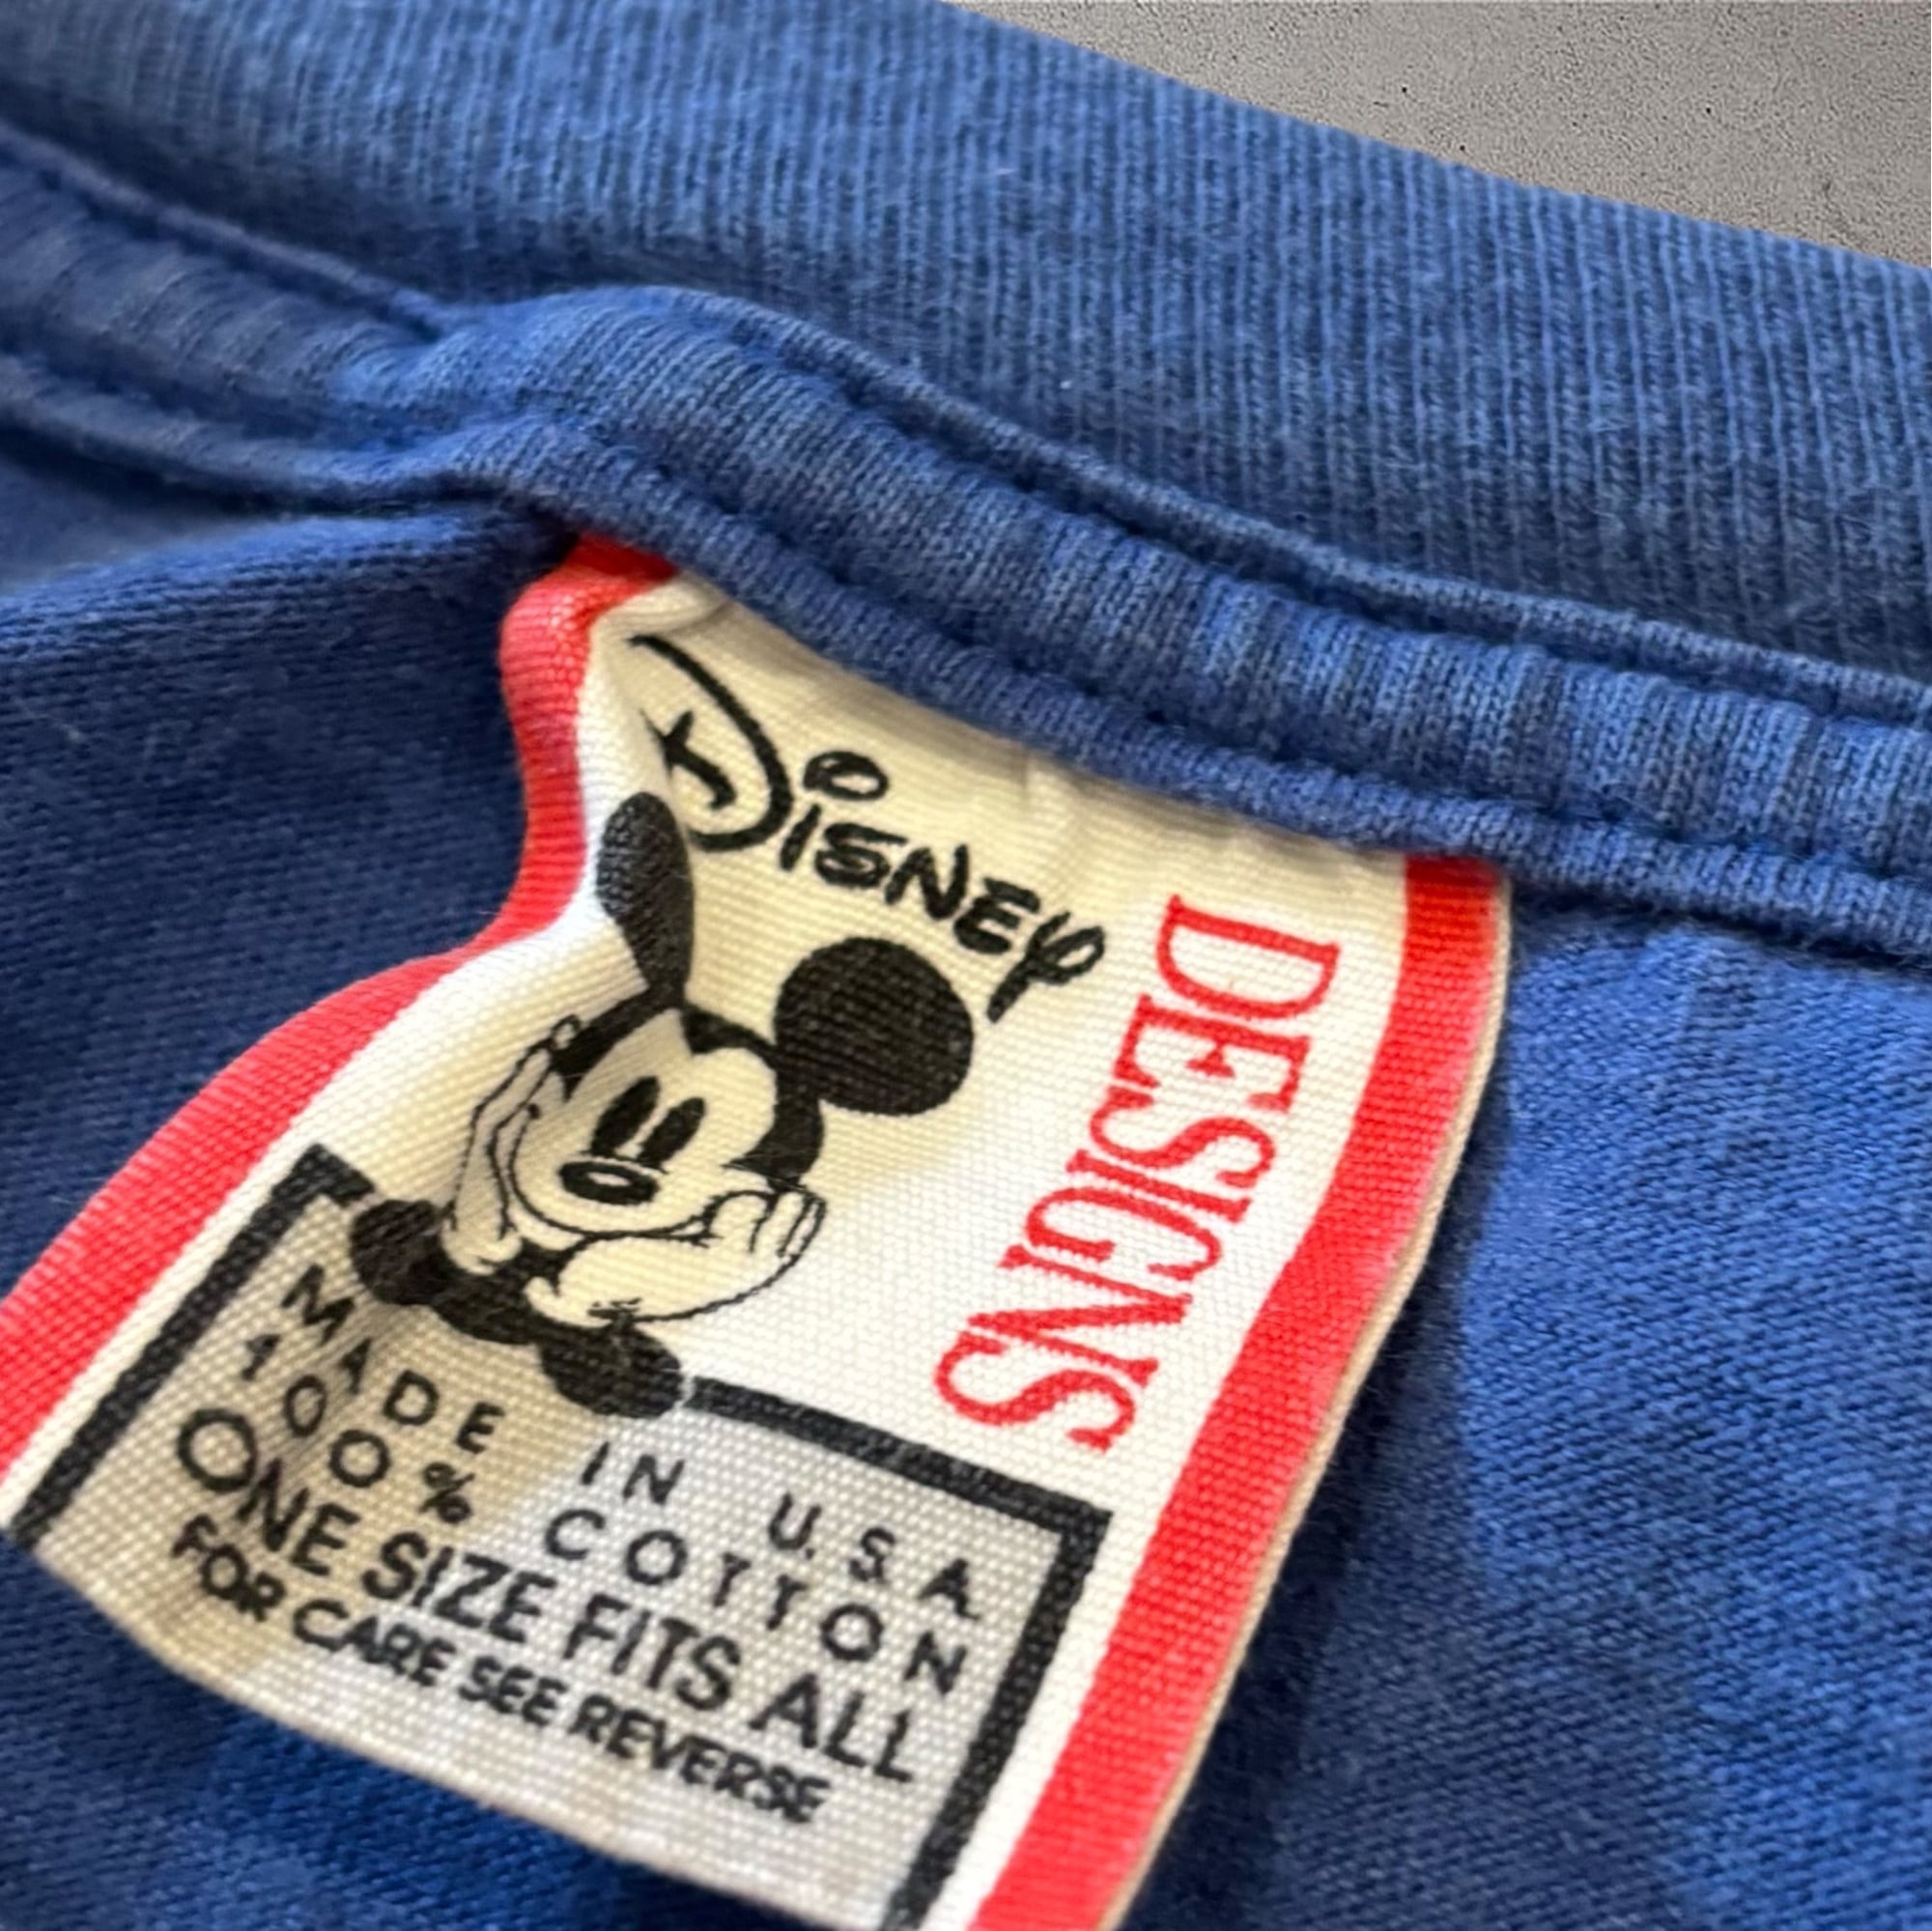 Disney
DESIGNS
MADE IN U.S.A.
100% COTTON
ONE SIZE FITS ALL
FOR CARE SEE REVERSE